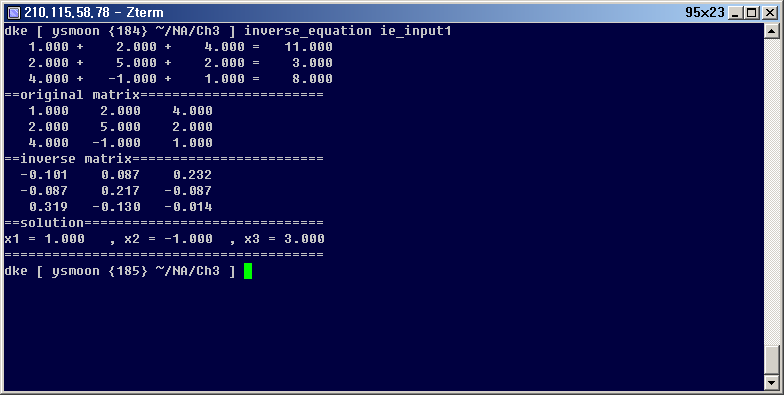 210.115.58.78 - Zterm 95×23
dke [ ysmoon {184} ~/NA/Ch3 ] inverse_equation ie_input1
   1.000 +    2.000 +    4.000 =   11.000
   2.000 +    5.000 +    2.000 =    3.000
   4.000 +   -1.000 +    1.000 =    8.000
==original matrix=======================
   1.000    2.000    4.000
   2.000    5.000    2.000
   4.000   -1.000    1.000
==inverse matrix========================
  -0.101    0.087    0.232
  -0.087    0.217   -0.087
   0.319   -0.130   -0.014
==solution==============================
x1 = 1.000   , x2 = -1.000  , x3 = 3.000
========================================
dke [ ysmoon {185} ~/NA/Ch3 ]